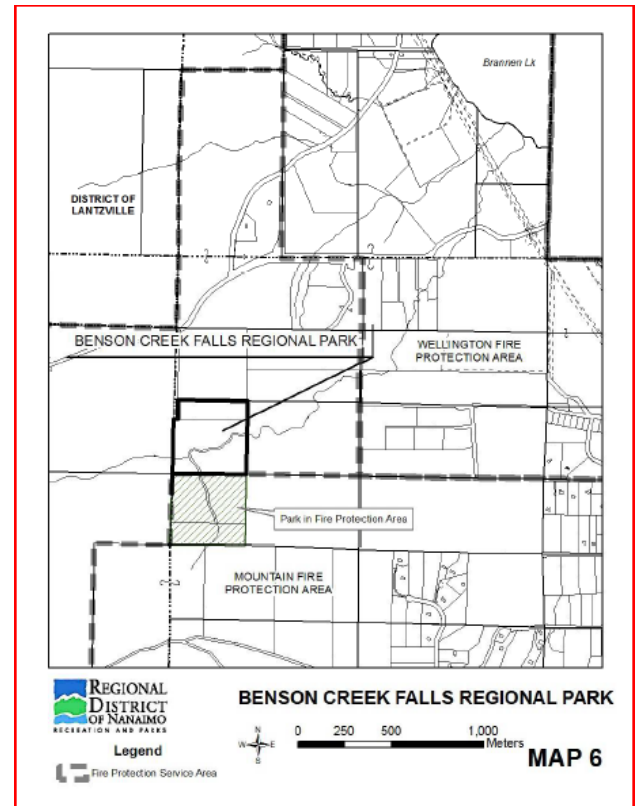 Brannen Lk
DISTRICT OF
LANTZVILLE
BENSON CREEK FALLS REGIONAL PARK
WELLINGTON FIRE
PROTECTION AREA
Park in Fire Protection Area
MOUNTAIN FIRE
PROTECTION AREA
REGIONAL
DISTRICT
OF NANAIMO
RECREATION AND PARKS
BENSON CREEK FALLS REGIONAL PARK
N
W E
S
0 250 500 1,000
Meters
MAP 6
Legend
Fire Protection Service Area